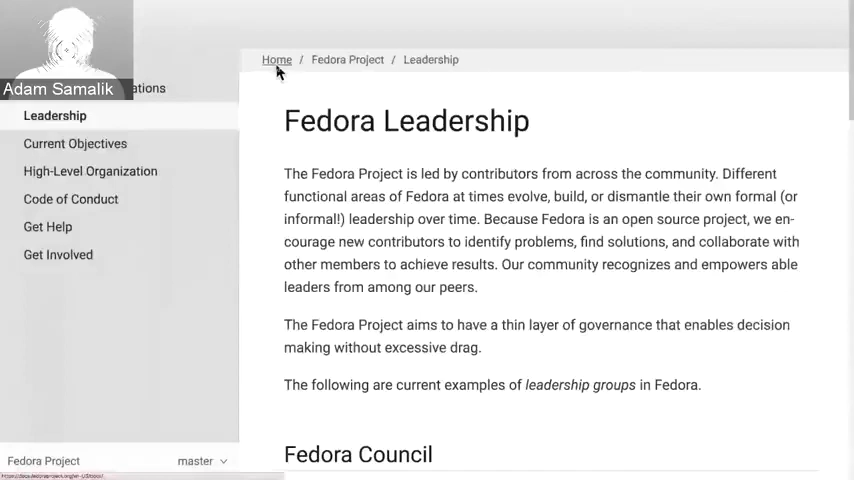 Adam Samalik
ations
Leadership
Current Objectives
High-Level Organization
Code of Conduct
Get Help
Get Involved
Fedora Project
master
Home / Fedora Project / Leadership
Fedora Leadership
The Fedora Project is led by contributors from across the community. Different
functional areas of Fedora at times evolve, build, or dismantle their own formal (or
informal!) leadership over time. Because Fedora is an open source project, we en-
courage new contributors to identify problems, find solutions, and collaborate with
other members to achieve results. Our community recognizes and empowers able
leaders from among our peers.
The Fedora Project aims to have a thin layer of governance that enables decision
making without excessive drag.
The following are current examples of leadership groups in Fedora.
Fedora Council